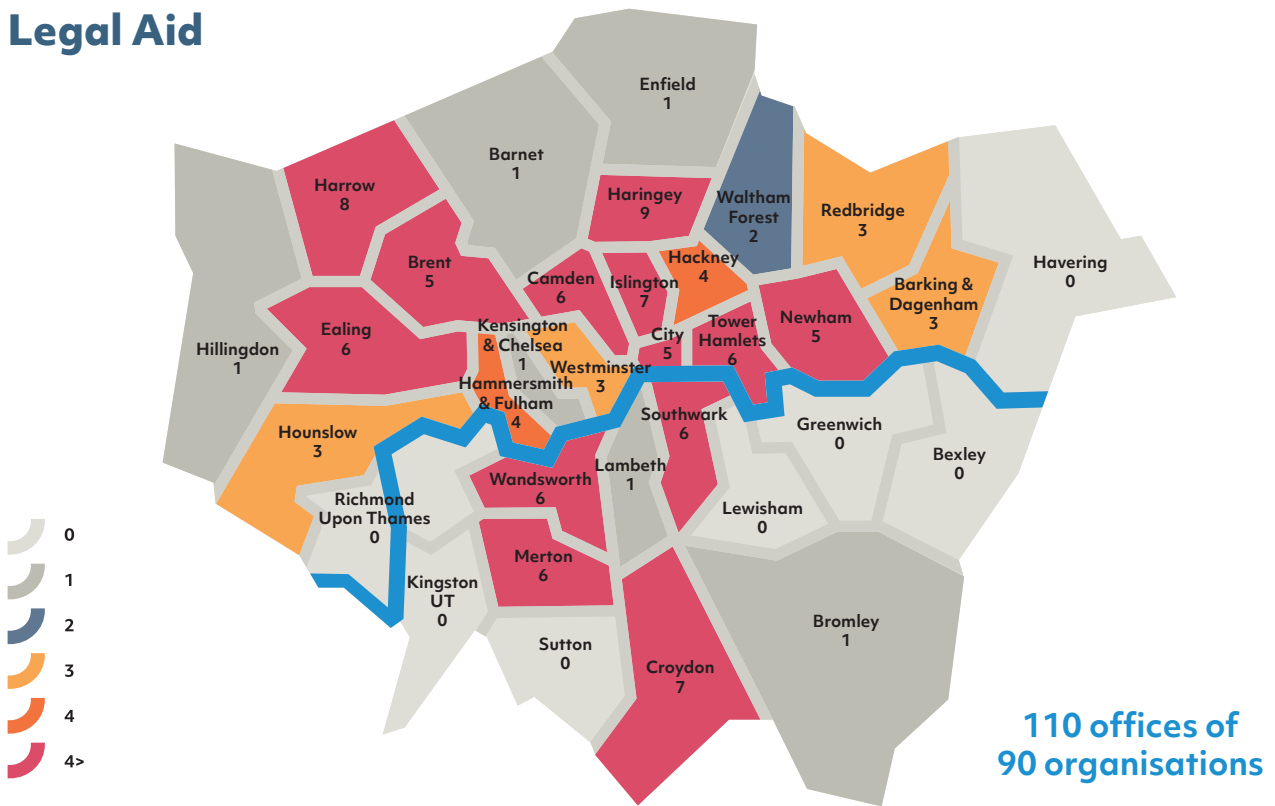 Legal Aid
Enfield
1
Barnet
1
Harrow
8
Haringey
9
Waltham
Forest
2
Redbridge
3
Havering
0
Brent
5
Camden
6
Islington
7
Hackney
4
Barking &
Dagenham
3
Hillingdon
1
Ealing
6
Kensington
& Chelsea
1
Westminster
3
City
5
Tower
Hamlets
6
Newham
5
Hammersmith
& Fulham
4
Hounslow
3
Southwark
6
Greenwich
0
Bexley
0
Richmond
Upon Thames
0
Wandsworth
6
Lambeth
1
Lewisham
0
Merton
6
Kingston
UT
0
Sutton
0
Croydon
7
Bromley
1
0
1
2
3
4
4>
110 offices of
90 organisations